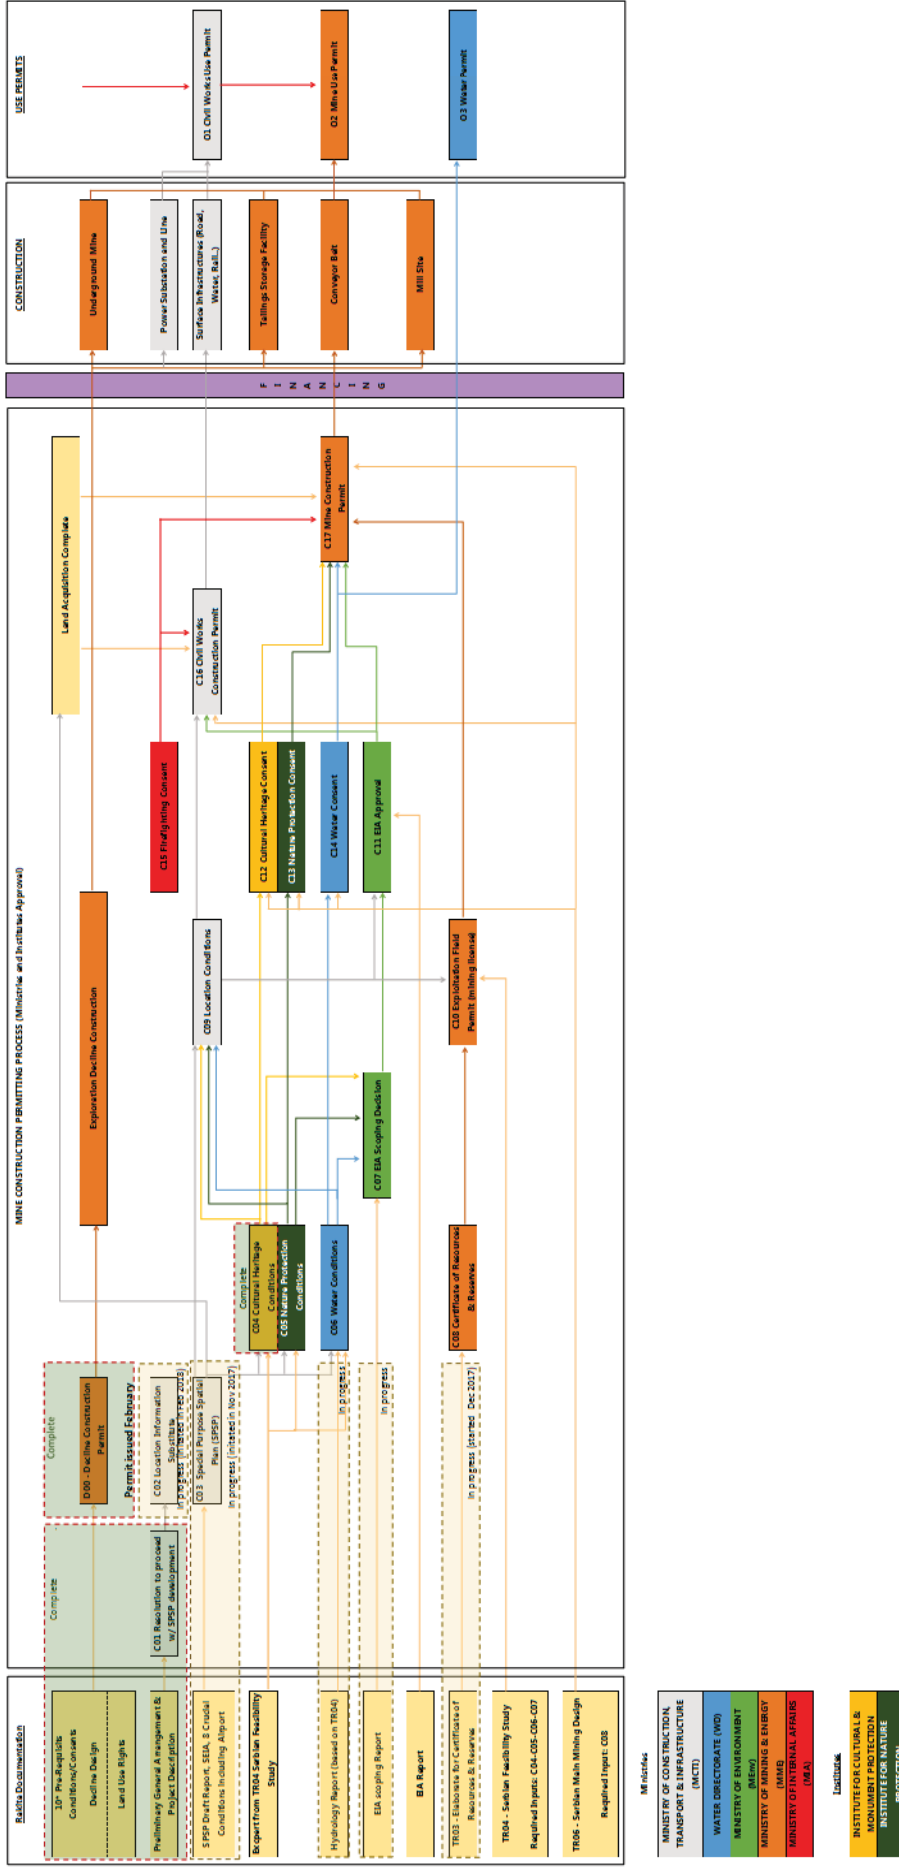 Rakita Documentation
10* Pre-Requisits
Conditions/Consents
Decline Design
Land Use Rights
Preliminary General Arrangement &
Project Description
SPSP Draft Report, SEIA, & Crucial
Conditions Including Airport
Excerpt from TR04 Serbian Feasibility
Study
Hydrology Report (based on TR04)
EIA scoping Report
EIA Report
TR03 - Elaborate for Certificate of
Resources & Reserves
TR04 - Serbian Feasibility Study
Required Inputs: C04-C05-C06-C07
TR06 - Serbian Main Mining Design
Required Input: C08
MINE CONSTRUCTION PERMITTING PROCESS (Ministries and Institutes Approval)
Complete
C01 Resolution to proceed
w/ SPSP development
Complete
D00 - Decline Construction
Permit
Permit issued February
C02 Location Information
Substitute
In progress (initiated in Feb 2018)
C03 Special Purpose Spatial
Plan (SPSP)
In progress (initiated in Nov 2017)
In progress
In progress
In progress (started Dec 2017)
Complete
C04 Cultural Heritage
Conditions
C05 Nature Protection
Conditions
C06 Water Conditions
C08 Certificate of Resources
& Reserves
Exploration Decline Construction
C07 EIA Scoping Decision
C09 Location Conditions
C10 Exploitation Field
Permit (mining license)
C15 Firefighting Consent
C12 Cultural Heritage Consent
C13 Nature Protection Consent
C14 Water Consent
C11 EIA Approval
Land Acquisition Complete
C16 Civil Works
Construction Permit
C17 Mine Construction
Permit
F I N A N C I N G
CONSTRUCTION
Underground Mine
Power Substation and Line
Surface Infrastructures (Road,
Water, Rail..)
Tailings Storage Facility
Conveyor Belt
Mill Site
USE PERMITS
O1 Civil Works Use Permit
O2 Mine Use Permit
O3 Water Permit
Ministries
MINISTRY OF CONSTRUCTION,
TRANSPORT & INFRASTRUCTURE
(MCTI)
WATER DIRECTORATE (WD)
MINISTRY OF ENVIRONMENT
(MEnv)
MINISTRY OF MINING & ENERGY
(MME)
MINISTRY OF INTERNAL AFFAIRS
(MIA)
Institutes
INSTITUTE FOR CULTURAL &
MONUMENT PROTECTION
INSTITUTE FOR NATURE